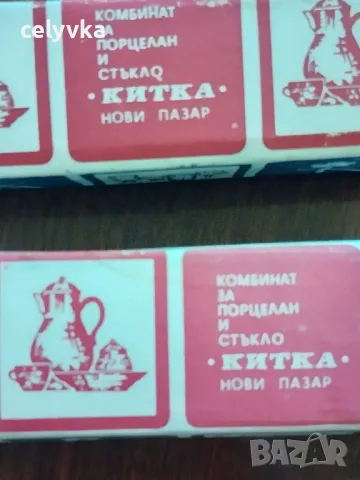 celyvka
КОМБИНАТ
ЗА
ПОРЦЕЛАН
И
СТЪКЛО
· КИТКА ·
НОВИ ПАЗАР
КОМБИНАТ
ЗА
ПОРЦЕЛАН
И
СТЪКЛО
· КИТКА ·
НОВИ ПАЗАР
BAZAR